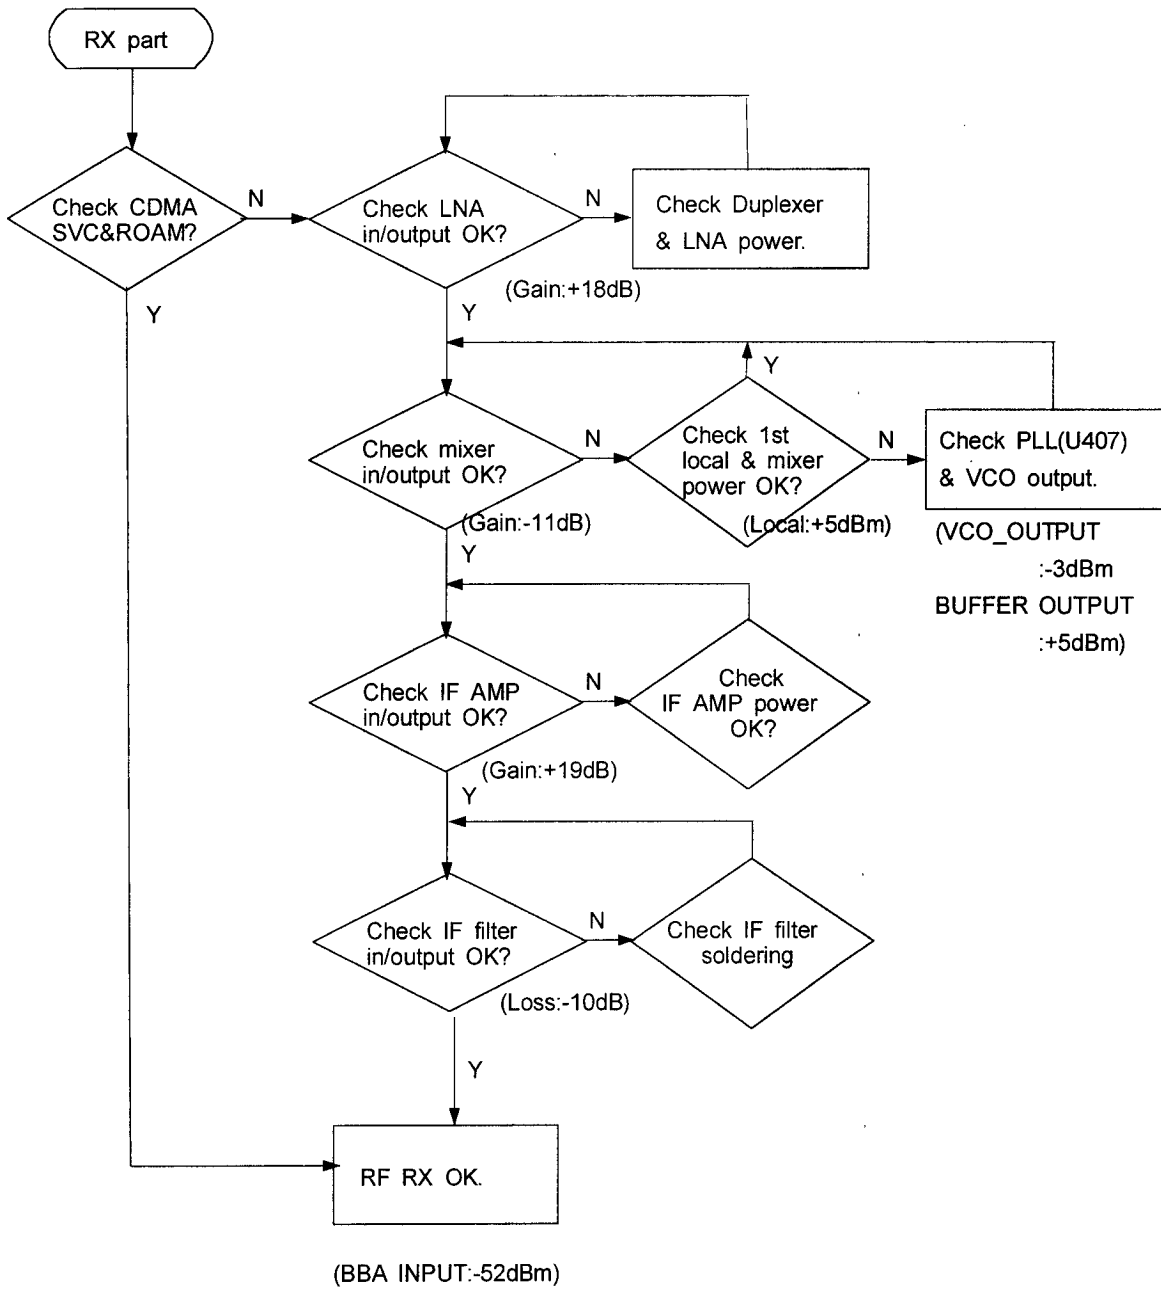 RX part
Check CDMA
SVC&ROAM?
N
Y
Check LNA
in/output OK?
N
Check Duplexer
& LNA power.
(Gain:+18dB)
Y
Check mixer
in/output OK?
N
Y
Check 1st
local & mixer
power OK?
N
Check PLL(U407)
& VCO output.
(Gain:-11dB)
(Local:+5dBm)
(VCO_OUTPUT
:-3dBm
BUFFER OUTPUT
:+5dBm)
Y
Check IF AMP
in/output OK?
N
Check
IF AMP power
OK?
(Gain:+19dB)
Y
Check IF filter
in/output OK?
N
Check IF filter
soldering
(Loss:-10dB)
Y
RF RX OK.
(BBA INPUT:-52dBm)